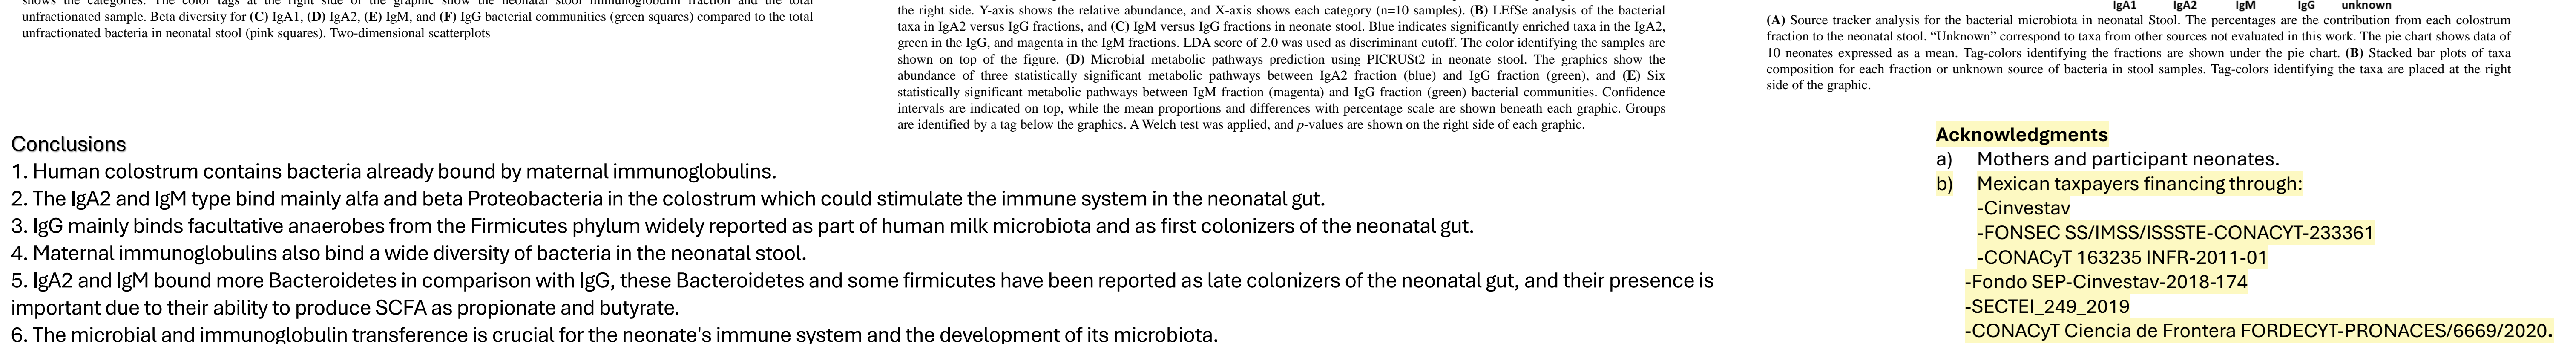 unfractionated sample. Beta diversity for (C) IgA1, (D) IgA2, (E) IgM, and (F) IgG bacterial communities (green squares) compared to the total
unfractionated bacteria in neonatal stool (pink squares). Two-dimensional scatterplots
the right side. Y-axis shows the relative abundance, and X-axis shows each category (n=10 samples). (B) LEfSe analysis of the bacterial
taxa in IgA2 versus IgG fractions, and (C) IgM versus IgG fractions in neonate stool. Blue indicates significantly enriched taxa in the IgA2,
green in the IgG, and magenta in the IgM fractions. LDA score of 2.0 was used as discriminant cutoff. The color identifying the samples are
shown on top of the figure. (D) Microbial metabolic pathways prediction using PICRUSt2 in neonate stool. The graphics show the
abundance of three statistically significant metabolic pathways between IgA2 fraction (blue) and IgG fraction (green), and (E) Six
statistically significant metabolic pathways between IgM fraction (magenta) and IgG fraction (green) bacterial communities. Confidence
intervals are indicated on top, while the mean proportions and differences with percentage scale are shown beneath each graphic. Groups
are identified by a tag below the graphics. A Welch test was applied, and p-values are shown on the right side of each graphic.
IgA1 IgA2 IgM IgG unknown
(A) Source tracker analysis for the bacterial microbiota in neonatal Stool. The percentages are the contribution from each colostrum
fraction to the neonatal stool. “Unknown” correspond to taxa from other sources not evaluated in this work. The pie chart shows data of
10 neonates expressed as a mean. Tag-colors identifying the fractions are shown under the pie chart. (B) Stacked bar plots of taxa
composition for each fraction or unknown source of bacteria in stool samples. Tag-colors identifying the taxa are placed at the right
side of the graphic.
Conclusions
1. Human colostrum contains bacteria already bound by maternal immunoglobulins.
2. The IgA2 and IgM type bind mainly alfa and beta Proteobacteria in the colostrum which could stimulate the immune system in the neonatal gut.
3. IgG mainly binds facultative anaerobes from the Firmicutes phylum widely reported as part of human milk microbiota and as first colonizers of the neonatal gut.
4. Maternal immunoglobulins also bind a wide diversity of bacteria in the neonatal stool.
5. IgA2 and IgM bound more Bacteroidetes in comparison with IgG, these Bacteroidetes and some firmicutes have been reported as late colonizers of the neonatal gut, and their presence is
important due to their ability to produce SCFA as propionate and butyrate.
6. The microbial and immunoglobulin transference is crucial for the neonate's immune system and the development of its microbiota.
Acknowledgments
a) Mothers and participant neonates.
b) Mexican taxpayers financing through:
-Cinvestav
-FONSEC SS/IMSS/ISSSTE-CONACYT-233361
-CONACyT 163235 INFR-2011-01
-Fondo SEP-Cinvestav-2018-174
-SECTEI_249_2019
-CONACyT Ciencia de Frontera FORDECYT-PRONACES/6669/2020.